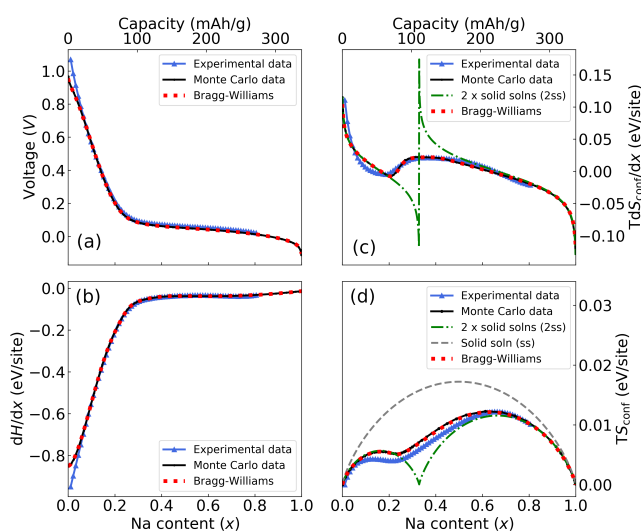 Capacity (mAh/g)
0 100 200 300
Voltage (V)
1.0
0.8
0.6
0.4
0.2
0.0
Experimental data
Monte Carlo data
Bragg-Williams
(a)
Capacity (mAh/g)
0 100 200 300
Experimental data
Monte Carlo data
2 x solid solns (2ss)
Bragg-Williams
(c)
0.15
0.10
0.05
0.00
−0.05
−0.10
TdS_conf/dx (eV/site)
dH/dx (eV/site)
0.0
−0.2
−0.4
−0.6
−0.8
(b)
Experimental data
Monte Carlo data
Bragg-Williams
0.0 0.2 0.4 0.6 0.8 1.0
Na content (x)
(d)
Experimental data
Monte Carlo data
2 x solid solns (2ss)
Solid soln (ss)
Bragg-Williams
0.03
0.02
0.01
0.00
TS_conf (eV/site)
0.0 0.2 0.4 0.6 0.8 1.0
Na content (x)